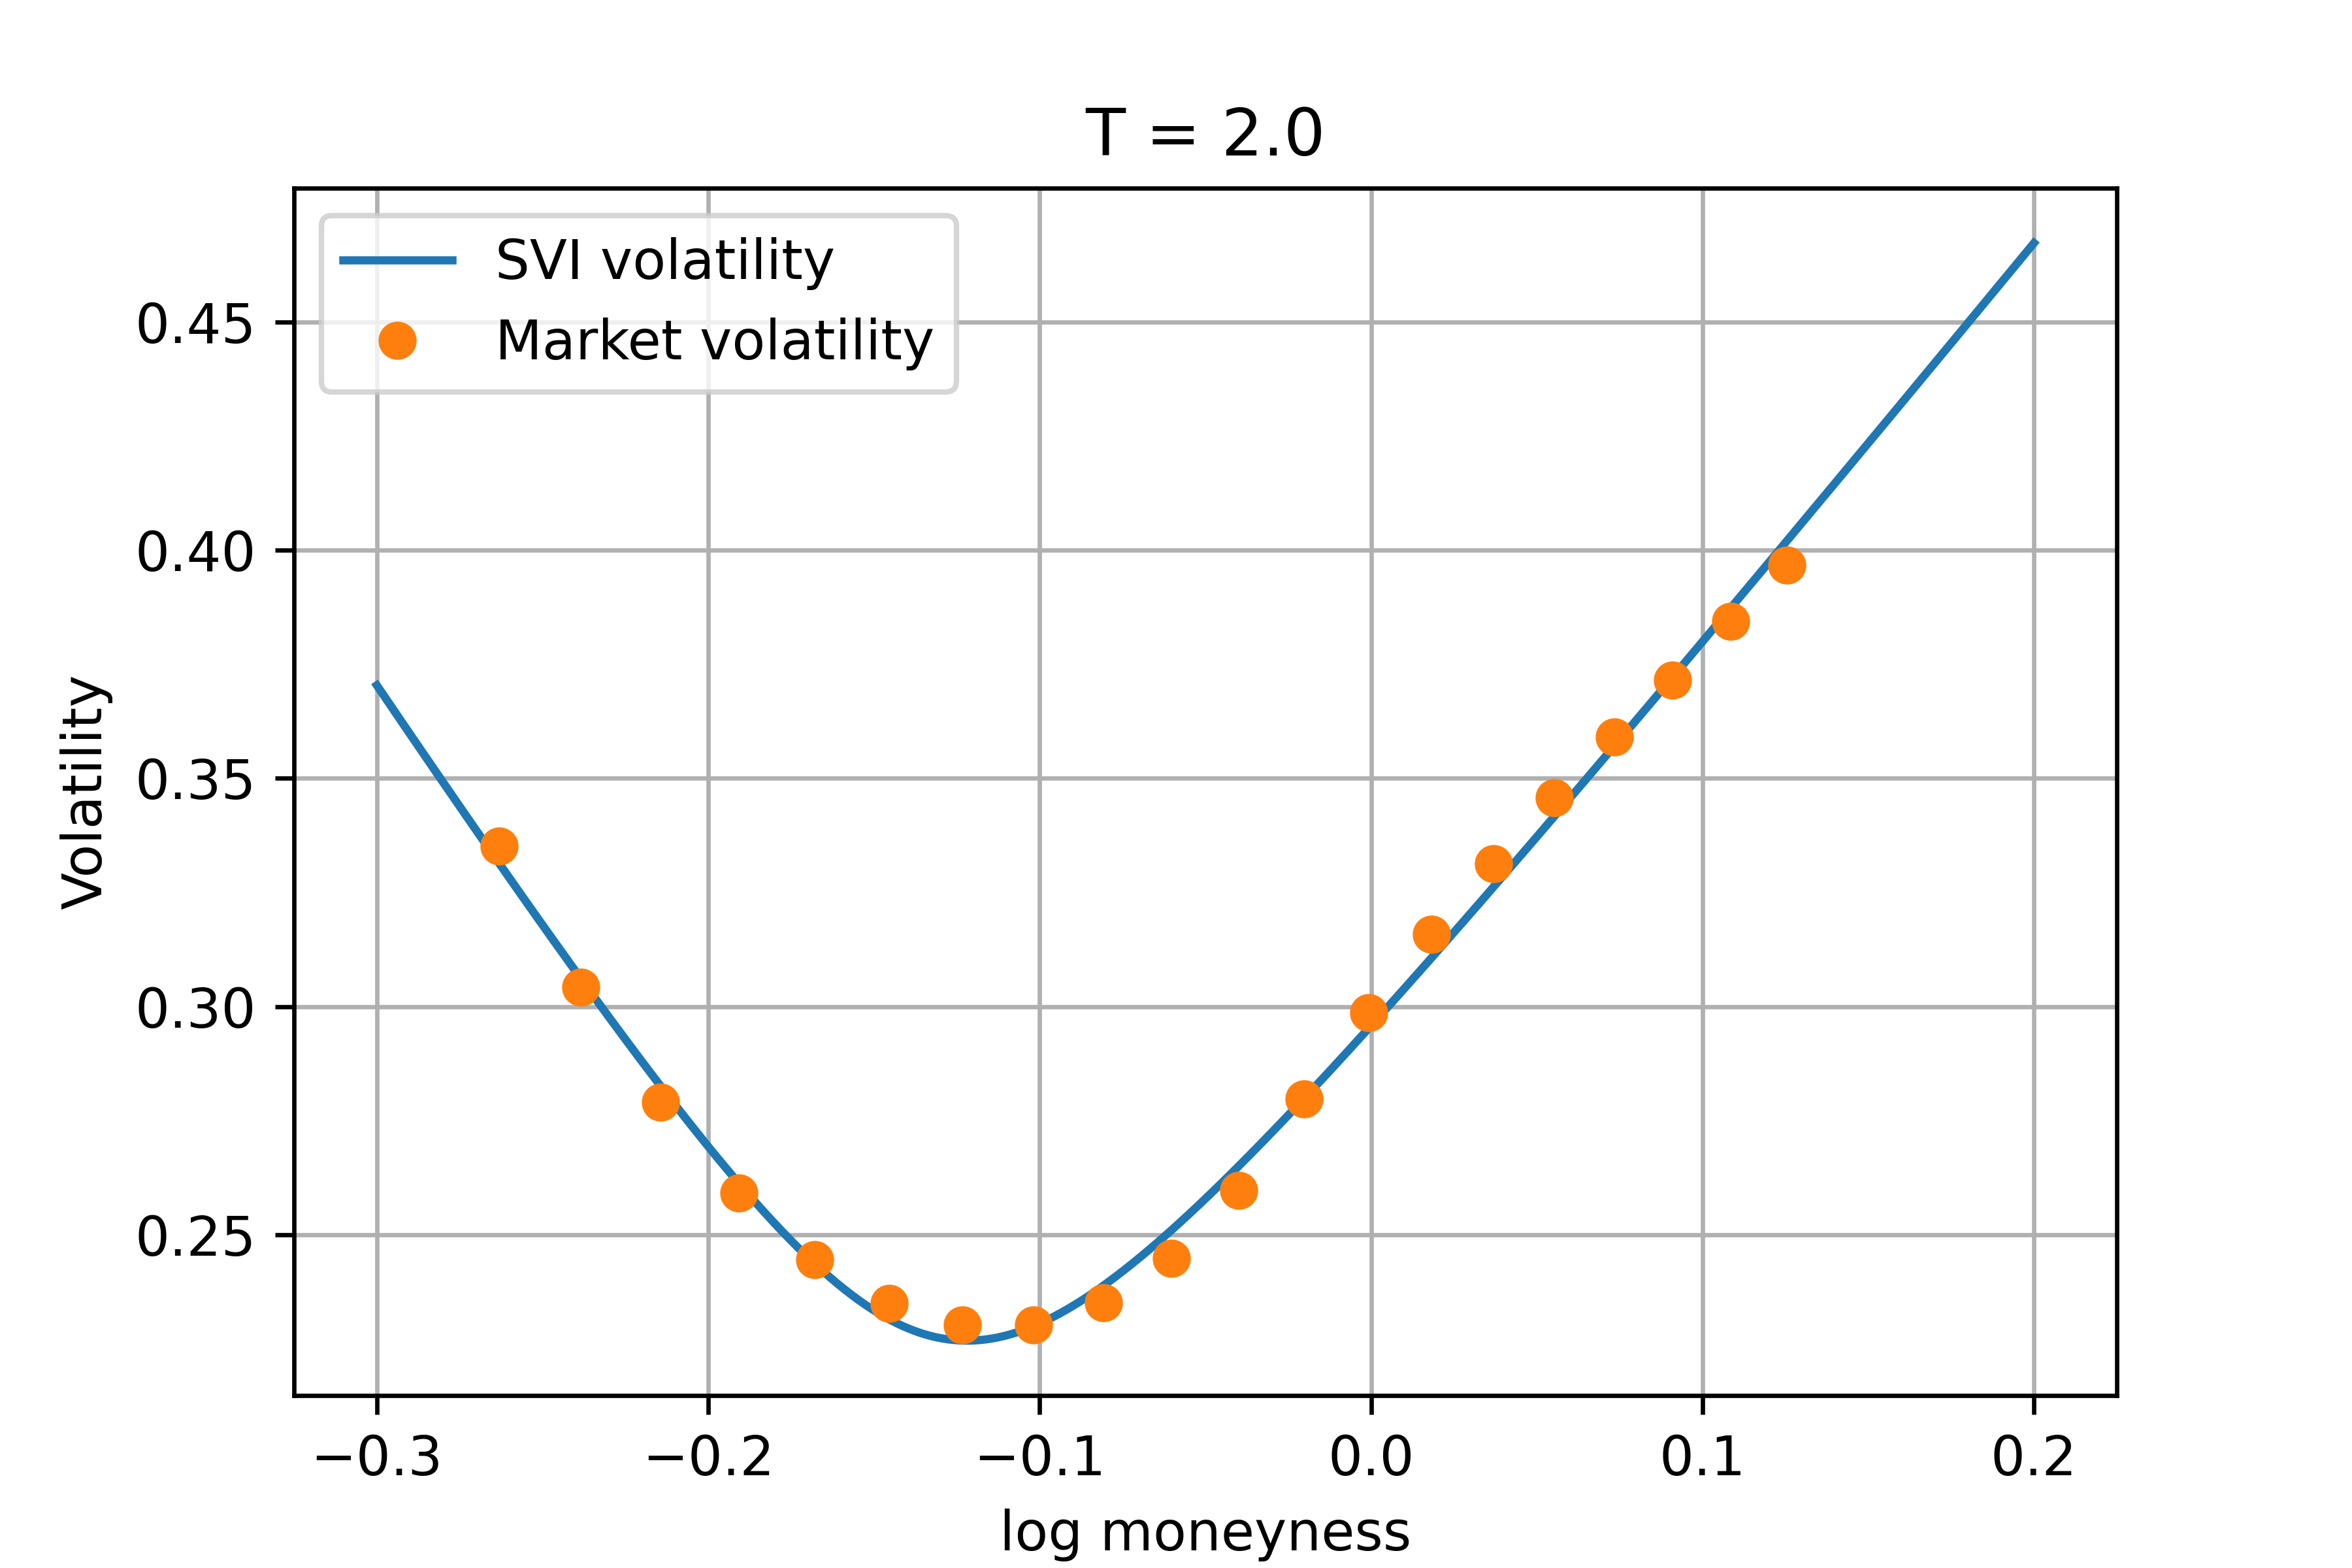 T = 2.0
SVI volatility
Market volatility
0.45
0.40
0.35
0.30
0.25
Volatility
−0.3 −0.2 −0.1 0.0 0.1 0.2
log moneyness